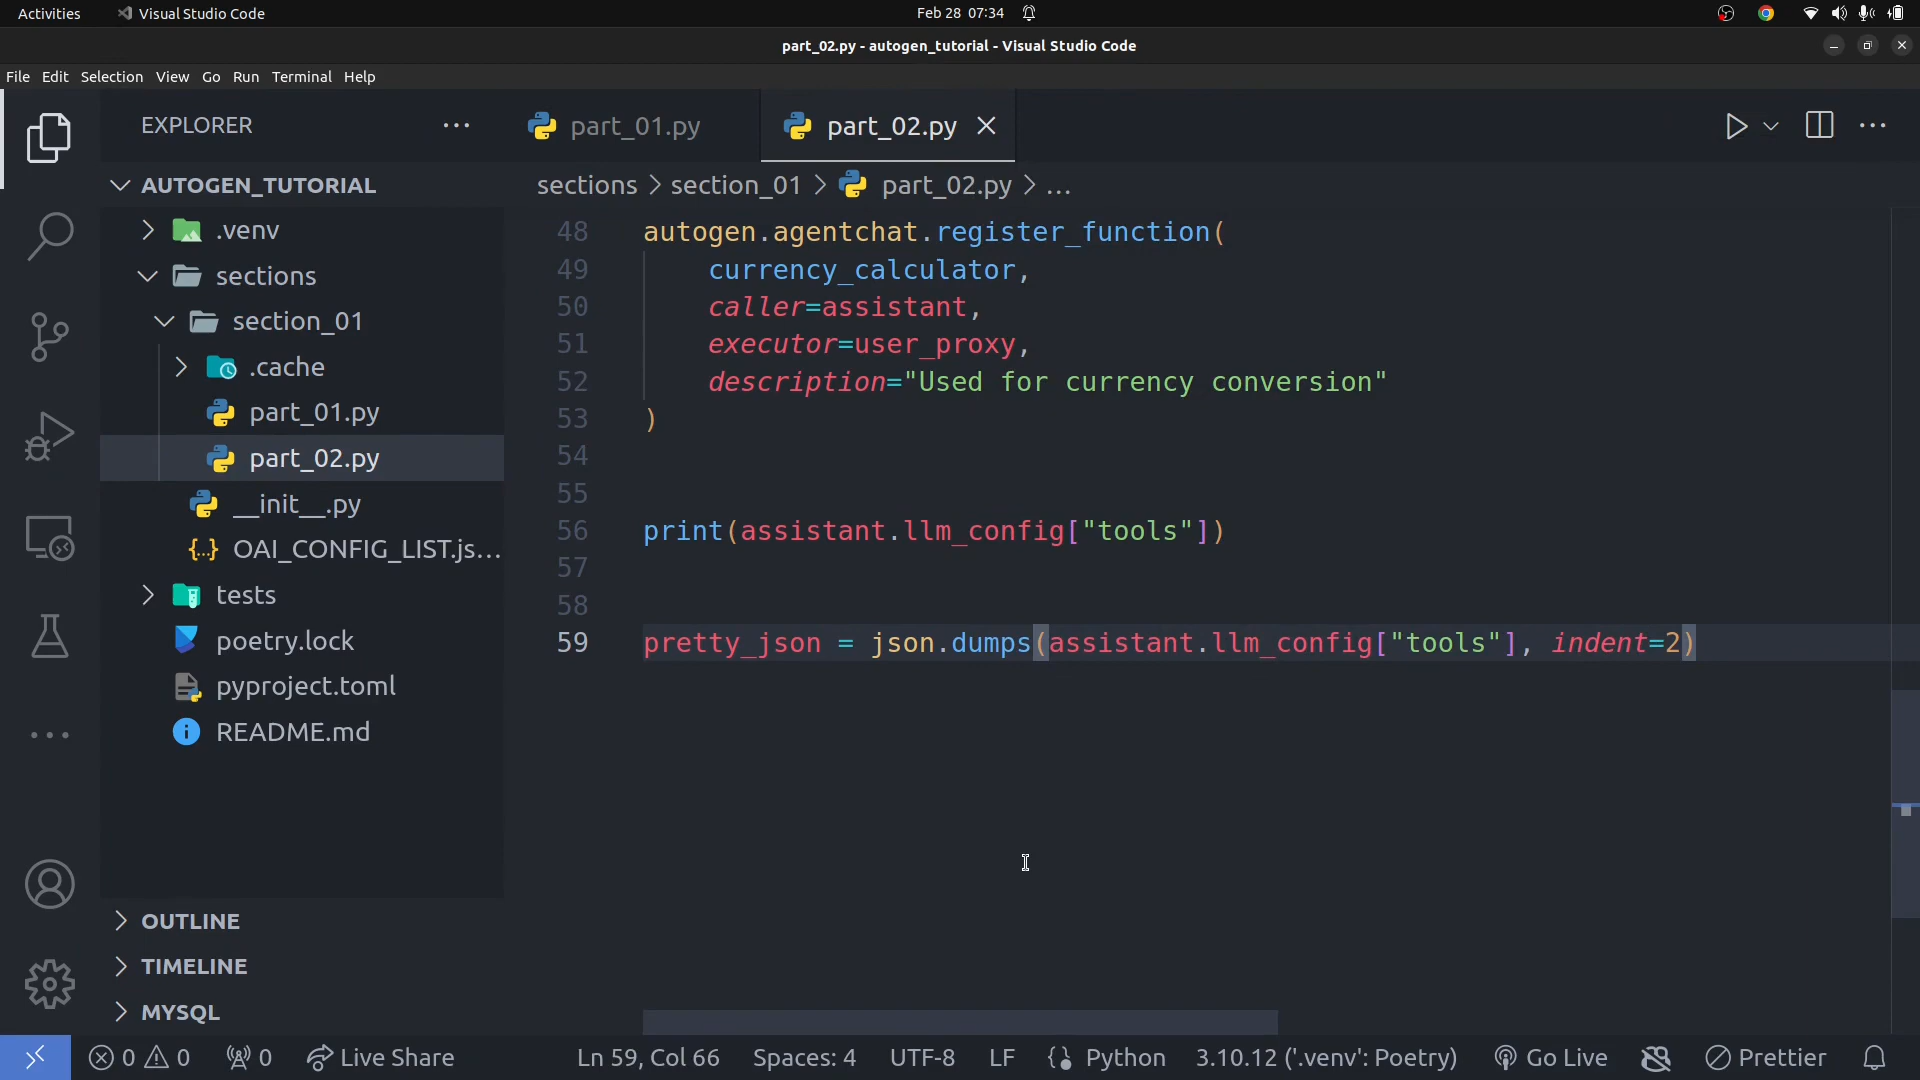 Activities Visual Studio Code Feb 28 07:34
part_02.py - autogen_tutorial - Visual Studio Code
File Edit Selection View Go Run Terminal Help
EXPLORER
part_01.py part_02.py
AUTOGEN_TUTORIAL
sections > section_01 > part_02.py > ...
.venv
sections
section_01
.cache
part_01.py
part_02.py
__init__.py
OAI_CONFIG_LIST.js...
tests
poetry.lock
pyproject.toml
README.md
OUTLINE
TIMELINE
MYSQL
48 autogen.agentchat.register_function(
49 currency_calculator,
50 caller=assistant,
51 executor=user_proxy,
52 description="Used for currency conversion"
53 )
54
55
56 print(assistant.llm_config["tools"])
57
58
59 pretty_json = json.dumps(assistant.llm_config["tools"], indent=2)
0 0 0 Live Share Ln 59, Col 66 Spaces: 4 UTF-8 LF Python 3.10.12 ('.venv': Poetry) Go Live Prettier